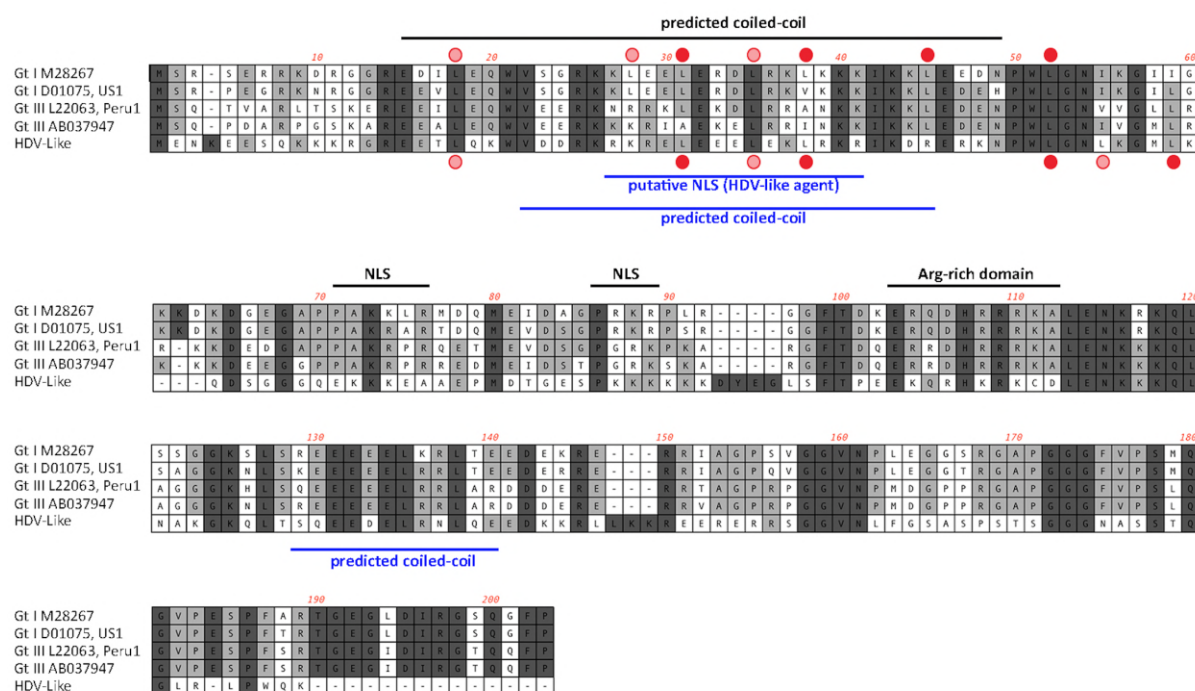 predicted coiled-coil
10 20 30 40 50 60
Gt I M28267 M S R - S E R R K D R G G R E D I L E Q W V S G R K K L E E L E R D L R K L K K K I K K L E E D N P W L G N I K G I I G
Gt I D01075, US1 M S R - P E G R K N R G G R E E V L E Q W V S G R K K L E E L E R D L R K V K K K I K K L E D E H P W L G N I K G I L G
Gt III L22063, Peru1 M S Q - T V A R L T S K E R E E I L E Q W V E E R K N R R K L E K D L R R A N K K I K K L E D E N P W L G N V V G L L R
Gt III AB037947 M S Q - P D A R P G S K A R E E A L E Q W V E E R K K K R I A E K E L R R I N K K I K K L E D E N P W L G N I V G M L R
HDV-Like M E N K E E S Q K K K R G R E E T L Q K W V D D R K R K R E L E E E L E K L R K R I K D R E R K N P W L G N L K G M L K
putative NLS (HDV-like agent)
predicted coiled-coil
NLS NLS Arg-rich domain
70 80 90 100 110 120
Gt I M28267 K K D K D G E G A P P A K K L R M D Q M E I D A G P R K R P L R - - - - G G F T D K E R Q D H R R R K A L E N K R K Q L
Gt I D01075, US1 K K D K D G E G A P P A K R A R T D Q M E V D S G P R K R P S R - - - - G G F T D K E R Q D H R R R K A L E N K K K Q L
Gt III L22063, Peru1 R - K K D E D G A P P A K R P R Q E T M E V D S G P G R K P K A - - - - R G F T D Q E R R D H R R R K A L E N K K K Q L
Gt III AB037947 K - K K D E E G G P P A K R P R R E D M E I D S T P G R K S K A - - - - R G F T D Q E R R D H R R R K A L E N K K K Q L
HDV-Like - - - Q D S G G Q E K K K E A A E P M D T G E S P K K K K K K D Y E G L S F T P E E K Q R H K R K C D L E N K K K Q L
130 140 150 160 170 180
Gt I M28267 S S G G K S L S R E E E E E L K R L T E E D E K R E - - - R R I A G P S V G G V N P L E G G S R G A P G G G F V P S M Q
Gt I D01075, US1 S A G G K N L S K E E E E E L R R L T E E D E R R E - - - R R I A G P Q V G G V N P L E G G T R G A P G G G F V P S M Q
Gt III L22063, Peru1 A G G G K H L S Q E E E E E L R R L A R D D D E R E - - - R R T A G P R P G G V N P M D G P P R G A P G G G F V P S L Q
Gt III AB037947 A G G G K N L S R E E E E E L R R L A R D D D E R E - - - R R V A G P R P G G V N P M D G P P R G A P G G G F V P S L Q
HDV-Like N A K G K Q L T S Q E E D E L R N L Q E E D K K R L L K K R E E R E R R S G G V N L F G S A S P S T S G G G N A S S T Q
predicted coiled-coil
190 200
Gt I M28267 G V P E S P F A R T G E G L D I R G S Q G F P
Gt I D01075, US1 G V P E S P F T R T G E G L D I R G S Q G F P
Gt III L22063, Peru1 G V P E S P F S R T G E G I D I R G T Q Q F P
Gt III AB037947 G V P E S P F S R T G E G I D I R G T Q Q F P
HDV-Like G L R - L P W Q K - - - - - - - - - - - - - -